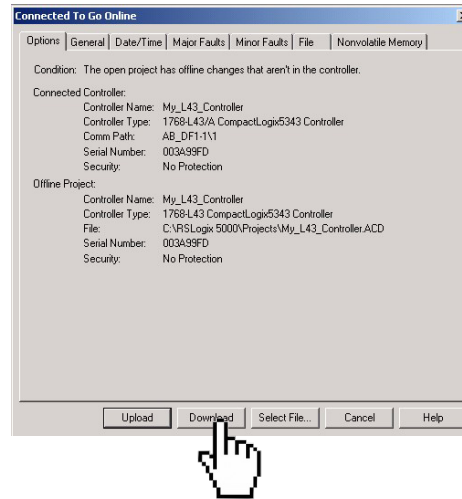 Connected To Go Online
Options General Date/Time Major Faults Minor Faults File Nonvolatile Memory
Condition: The open project has offline changes that aren't in the controller.
Connected Controller:
Controller Name: My_L43_Controller
Controller Type: 1768-L43/A CompactLogix5343 Controller
Comm Path: AB_DF1-1\1
Serial Number: 003A99FD
Security: No Protection
Offline Project:
Controller Name: My_L43_Controller
Controller Type: 1768-L43 CompactLogix5343 Controller
File: C:\RSLogix 5000\Projects\My_L43_Controller.ACD
Serial Number: 003A99FD
Security: No Protection
Upload Download Select File... Cancel Help